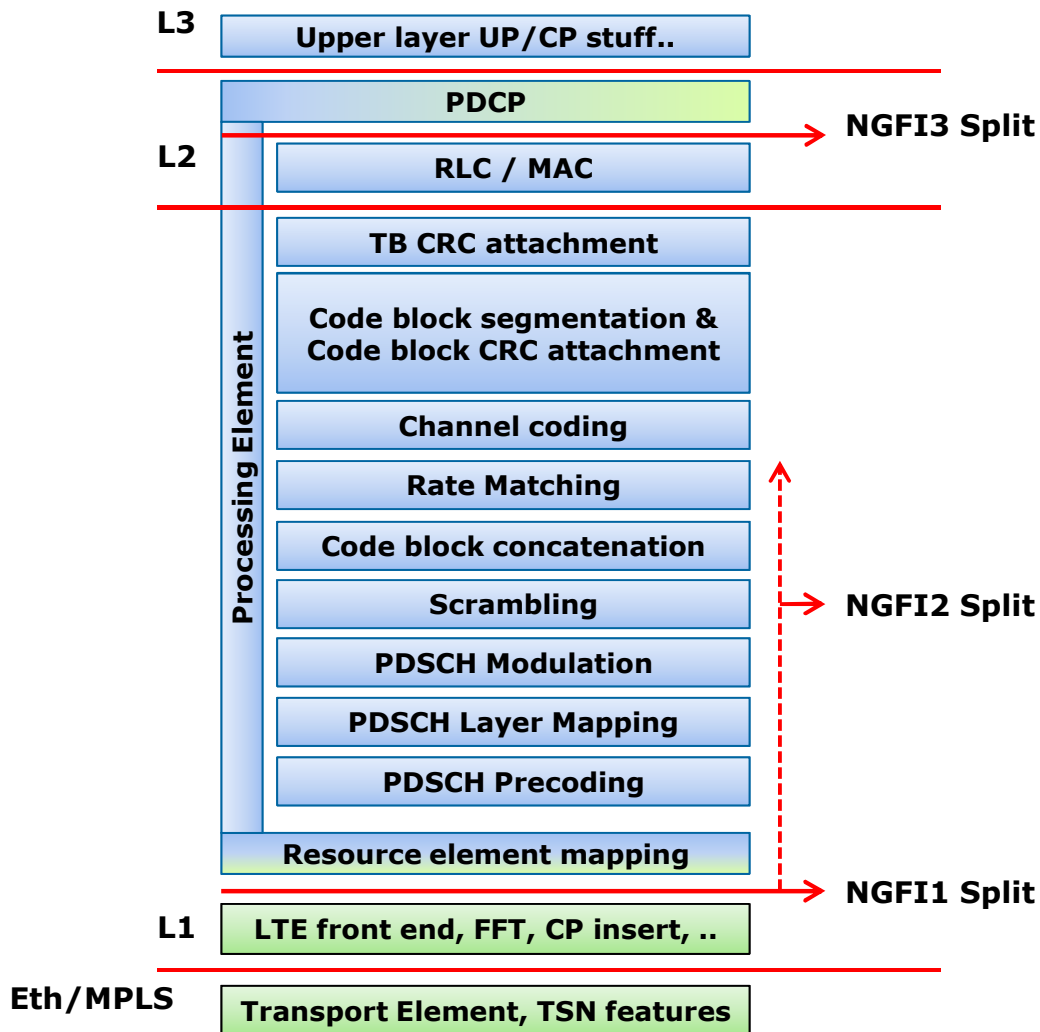 L3
Upper layer UP/CP stuff..
PDCP
NGFI3 Split
L2
RLC / MAC
TB CRC attachment
Code block segmentation &
Code block CRC attachment
Channel coding
Processing Element
Rate Matching
Code block concatenation
Scrambling
NGFI2 Split
PDSCH Modulation
PDSCH Layer Mapping
PDSCH Precoding
Resource element mapping
NGFI1 Split
L1
LTE front end, FFT, CP insert, ..
Eth/MPLS
Transport Element, TSN features